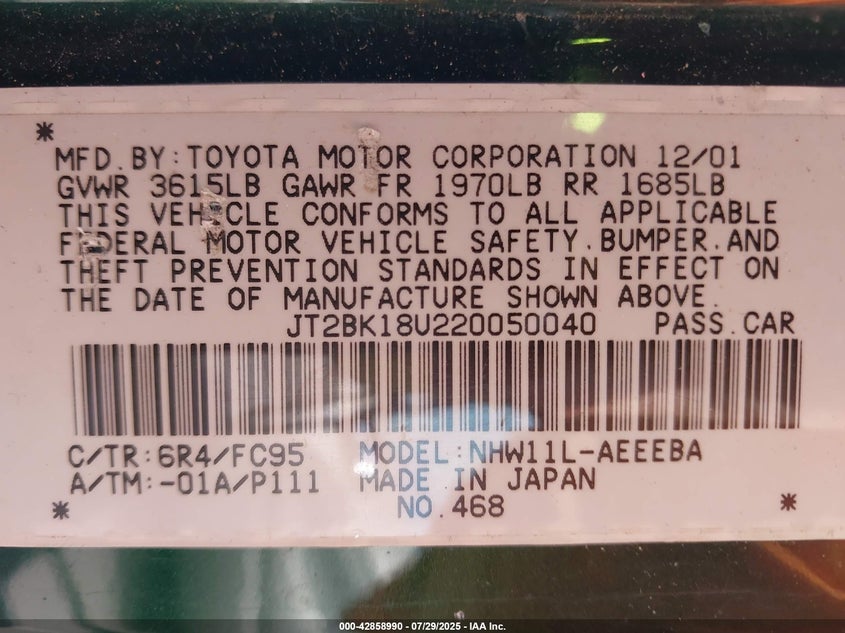 *
MFD.BY:TOYOTA MOTOR CORPORATION 12/01
GVWR 3615LB GAWR FR 1970LB RR 1685LB
THIS VEHICLE CONFORMS TO ALL APPLICABLE
FEDERAL MOTOR VEHICLE SAFETY.BUMPER.AND
THEFT PREVENTION STANDARDS IN EFFECT ON
THE DATE OF MANUFACTURE SHOWN ABOVE.
JT2BK18U220050040 PASS.CAR
C/TR:6R4/FC95 MODEL:NHW11L-AEEEBA
A/TM:-01A/P111 MADE IN JAPAN
* NO.468 *
000-42858990 - 07/29/2025 - IAA Inc.